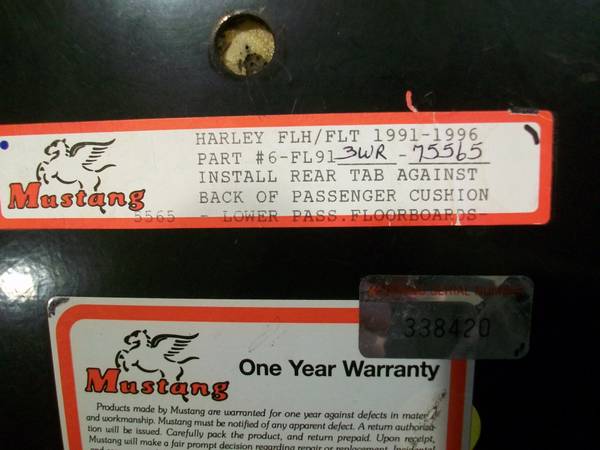 HARLEY FLH/FLT 1991-1996
PART #6-FL91 3WR - 75565
INSTALL REAR TAB AGAINST
BACK OF PASSENGER CUSHION
5565 - LOWER PASS.FLOORBOARDS-
Mustang
338420
Mustang
One Year Warranty
Products made by Mustang are warranted for one year against defects in
and workmanship. Mustang must be notified of any apparent defect. A return
tion will be issued. Carefully pack the product, and return prepaid. Upon receipt,
Mustang will make a fair prompt decision regarding repair or replacement. Incidental